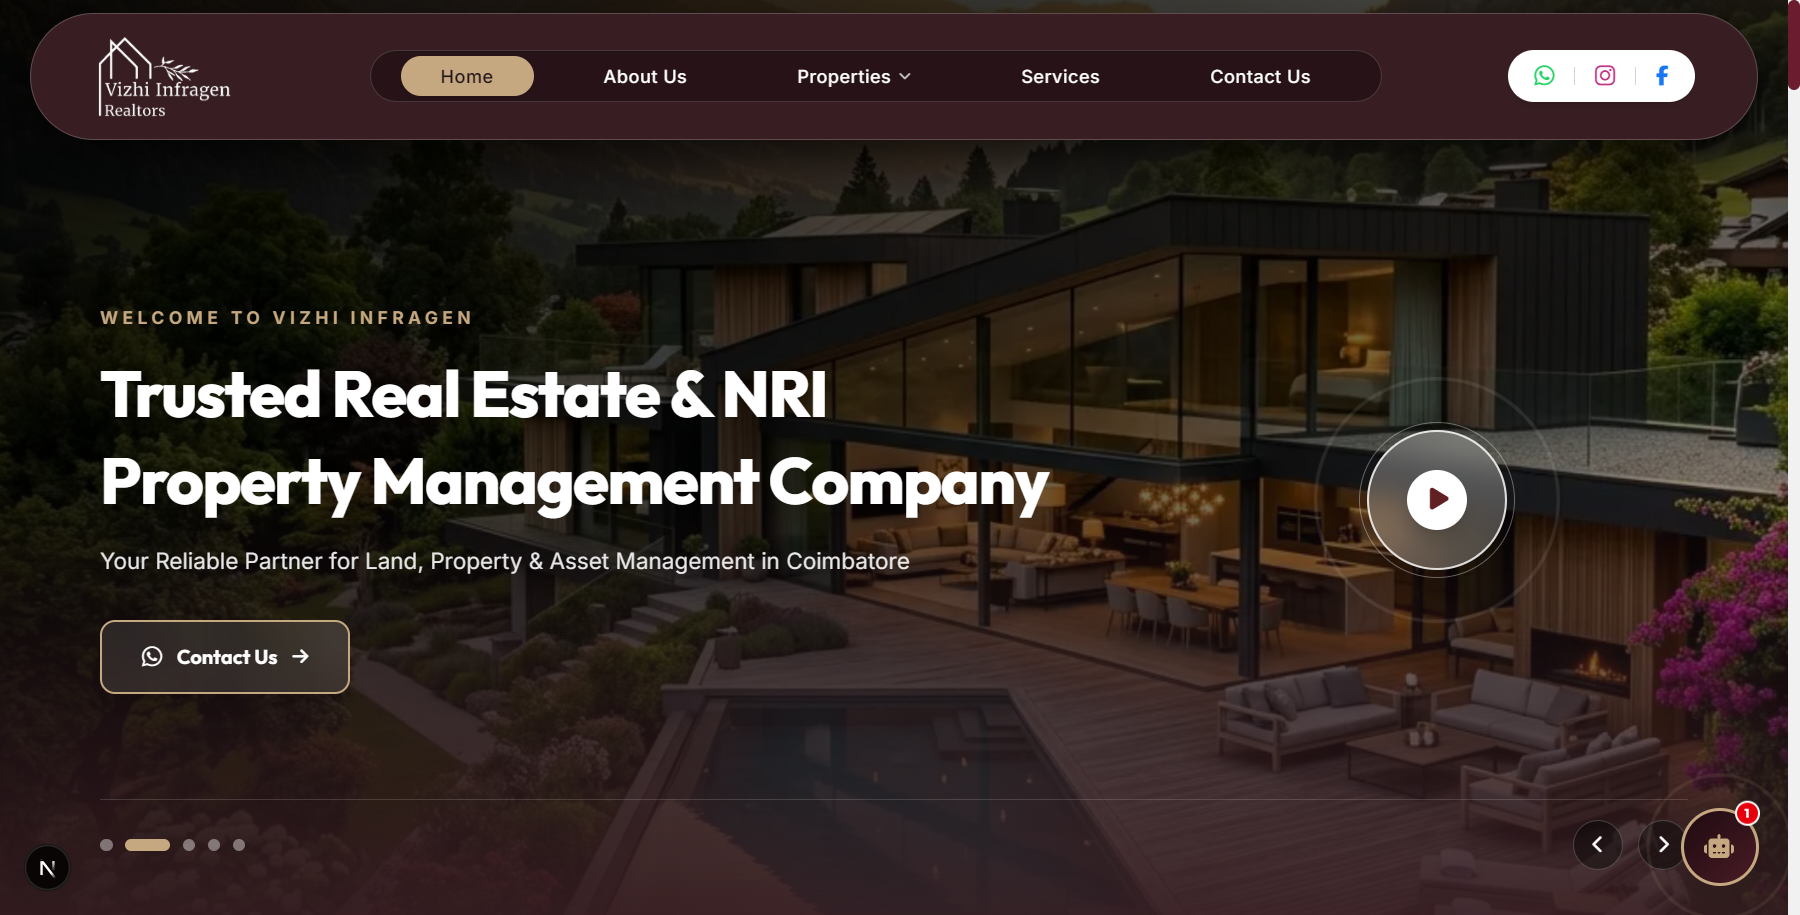 Vizhi Infragen
Realtors
Home
About Us
Properties
Services
Contact Us
WELCOME TO VIZHI INFRAGEN
Trusted Real Estate & NRI
Property Management Company
Your Reliable Partner for Land, Property & Asset Management in Coimbatore
Contact Us
N
1